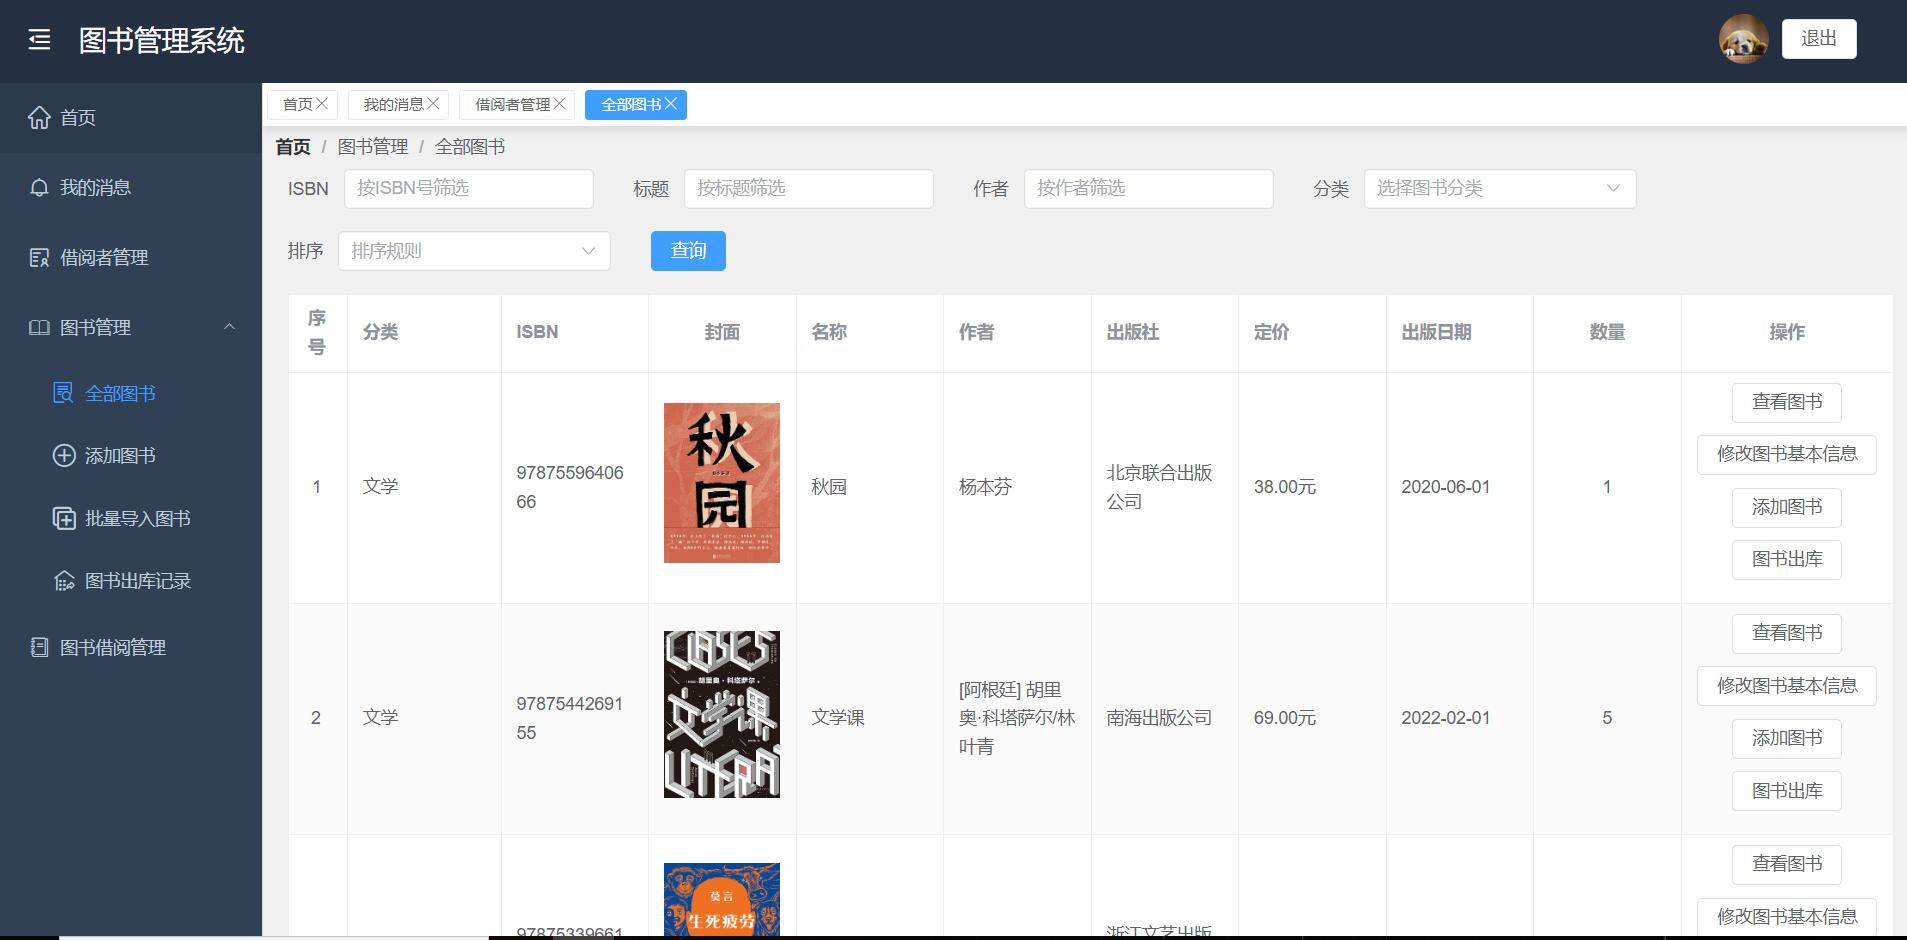 图书管理系统
退出
首页
我的消息
借阅者管理
图书管理
全部图书
添加图书
批量导入图书
图书出库记录
图书借阅管理
首页 我的消息 借阅者管理 全部图书
首页 / 图书管理 / 全部图书
ISBN 按ISBN号筛选 标题 按标题筛选 作者 按作者筛选 分类 选择图书分类
排序 排序规则 查询
序号 分类 ISBN 封面 名称 作者 出版社 定价 出版日期 数量 操作
1 文学
97875596406
66
秋园
秋园 杨本芬
北京联合出版
公司
38.00元 2020-06-01 1
查看图书
修改图书基本信息
添加图书
图书出库
2 文学
97875442691
55
CLASES
胡里奥·科塔萨尔
文学课
LITERA
文学课
[阿根廷] 胡里
奥·科塔萨尔/林
叶青
南海出版公司 69.00元 2022-02-01 5
查看图书
修改图书基本信息
添加图书
图书出库
97875339661
莫言
生死疲劳
浙江文艺出版
查看图书
修改图书基本信息